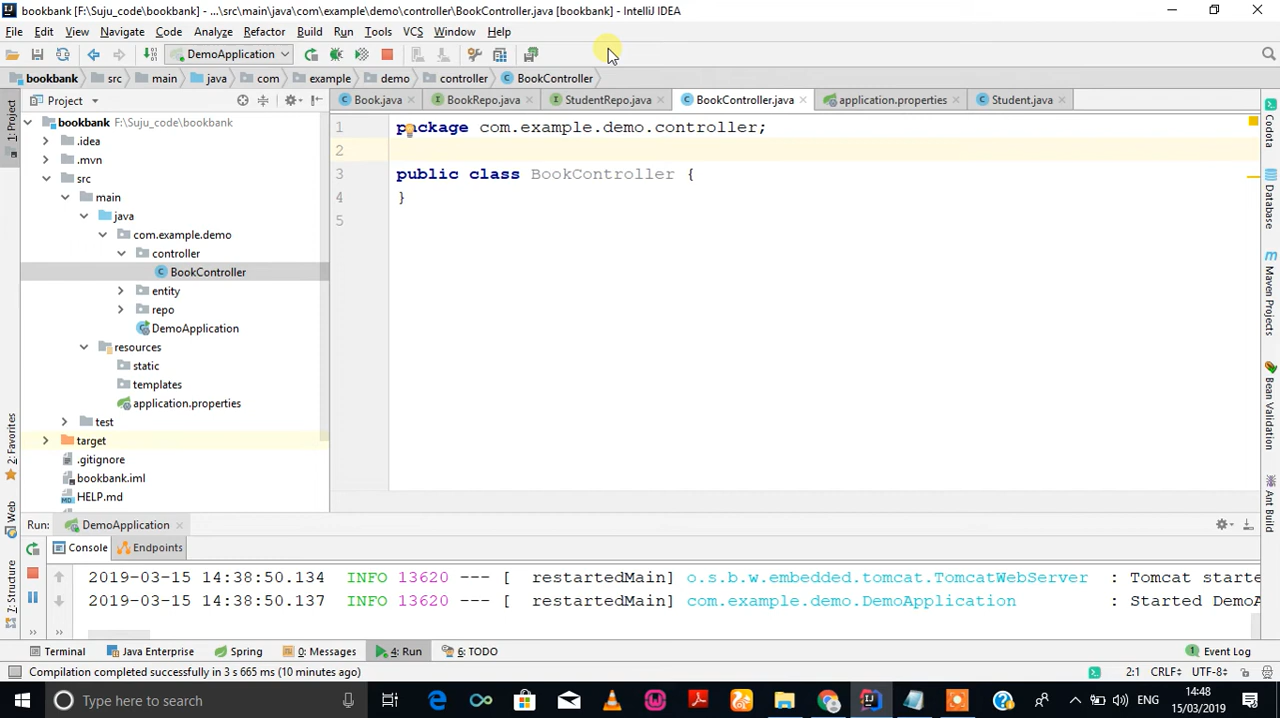 bookbank [F:\Suju_code\bookbank] - ...\src\main\java\com\example\demo\controller\BookController.java [bookbank] - IntelliJ IDEA
File Edit View Navigate Code Analyze Refactor Build Run Tools VCS Window Help
DemoApplication
bookbank src main java com example demo controller BookController
Project
Book.java BookRepo.java StudentRepo.java BookController.java application.properties Student.java
1: Project
bookbank F:\Suju_code\bookbank
.idea
.mvn
src
main
java
com.example.demo
controller
BookController
entity
repo
DemoApplication
resources
static
templates
application.properties
test
target
.gitignore
bookbank.iml
HELP.md
1 package com.example.demo.controller;
2
3 public class BookController {
4 }
5
Codota
Database
Maven Projects
Bean Validation
Ant Build
2: Favorites
Web
7: Structure
Run: DemoApplication
Console Endpoints
2019-03-15 14:38:50.134 INFO 13620 --- [ restartedMain] o.s.b.w.embedded.tomcat.TomcatWebServer : Tomcat starte
2019-03-15 14:38:50.137 INFO 13620 --- [ restartedMain] com.example.demo.DemoApplication : Started DemoA
Terminal Java Enterprise Spring 0: Messages 4: Run 6: TODO 1 Event Log
Compilation completed successfully in 3 s 665 ms (10 minutes ago) 2:1 CRLF UTF-8
Type here to search ENG 14:48
15/03/2019